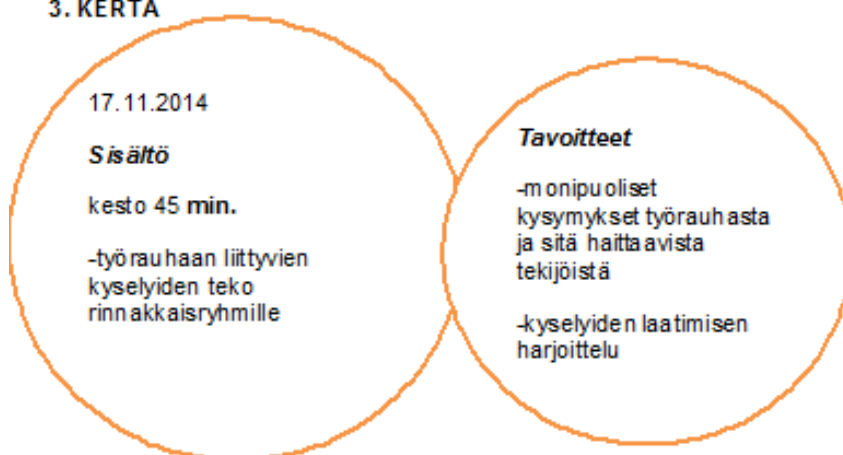 3. KERTA
17.11.2014
Sisältö
kesto 45 min.
-työrauhaan liittyvien
kyselyiden teko
rinnakkaisryhmille
Tavoitteet
-monipuoliset
kysymykset työrauhasta
ja sitä haittaavista
tekijöistä
-kyselyiden laatimisen
harjoittelu